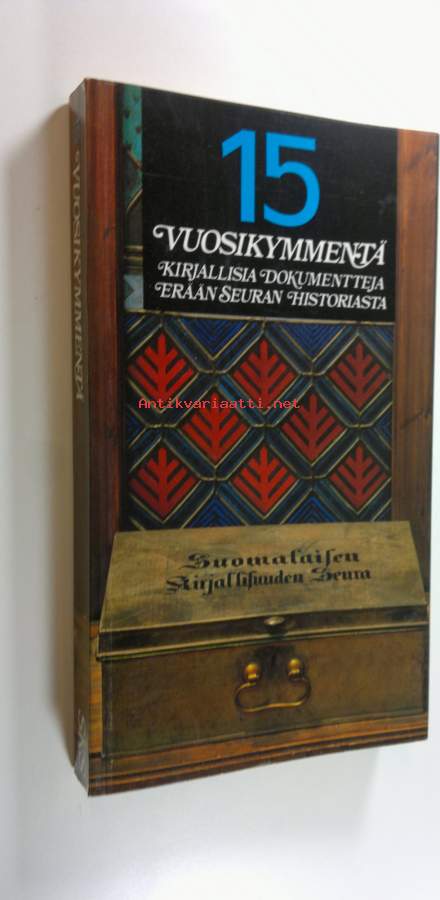 15
VUOSIKYMMENTÄ
KIRJALLISIA DOKUMENTTEJA
ERÄÄN SEURAN HISTORIASTA
VUOSIKYMMENTÄ
Antikvariaatti.net
Suomalaisen
Kirjallisuuden Seura